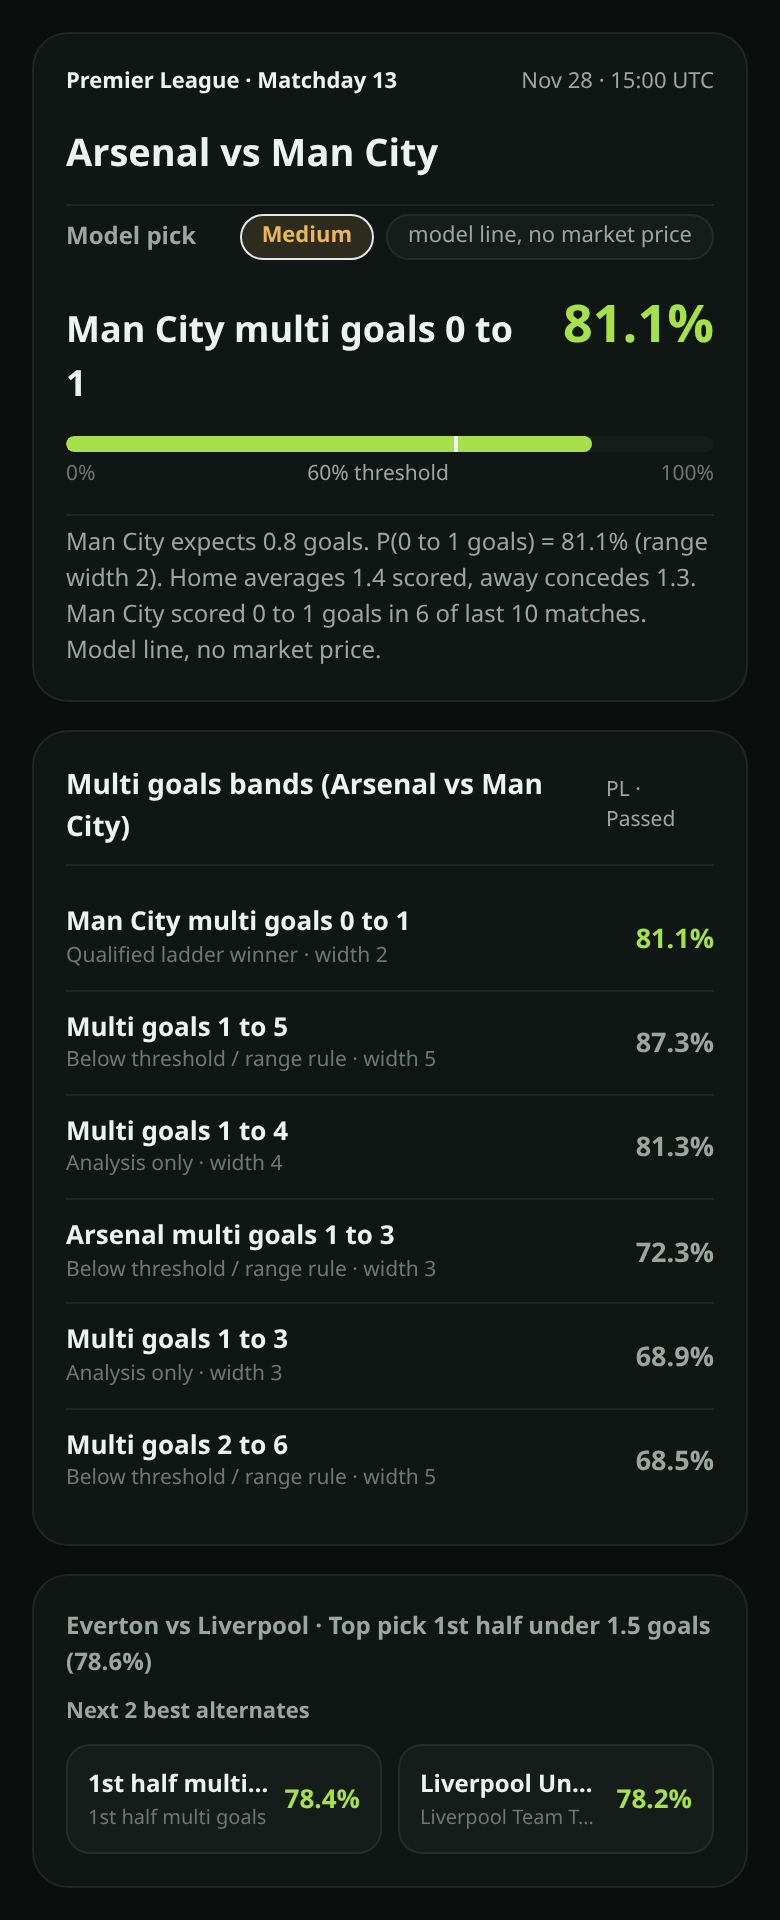 Premier League · Matchday 13
Nov 28 · 15:00 UTC
Arsenal vs Man City
Model pick
Medium
model line, no market price
Man City multi goals 0 to
1
81.1%
0%
60% threshold
100%
Man City expects 0.8 goals. P(0 to 1 goals) = 81.1% (range
width 2). Home averages 1.4 scored, away concedes 1.3.
Man City scored 0 to 1 goals in 6 of last 10 matches.
Model line, no market price.
Multi goals bands (Arsenal vs Man
City)
PL ·
Passed
Man City multi goals 0 to 1
Qualified ladder winner · width 2
81.1%
Multi goals 1 to 5
Below threshold / range rule · width 5
87.3%
Multi goals 1 to 4
Analysis only · width 4
81.3%
Arsenal multi goals 1 to 3
Below threshold / range rule · width 3
72.3%
Multi goals 1 to 3
Analysis only · width 3
68.9%
Multi goals 2 to 6
Below threshold / range rule · width 5
68.5%
Everton vs Liverpool · Top pick 1st half under 1.5 goals
(78.6%)
Next 2 best alternates
1st half multi...
1st half multi goals
78.4%
Liverpool Un...
Liverpool Team T...
78.2%